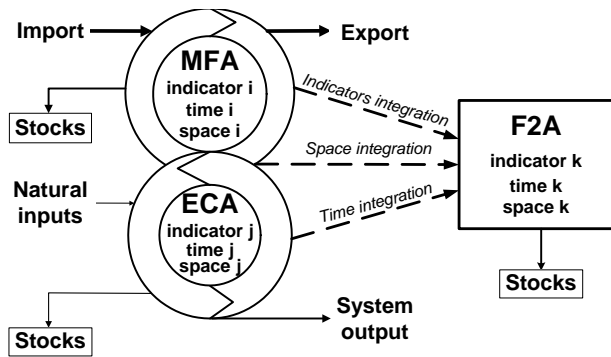 Import
Export
MFA
indicator i
time i
space i
Stocks
Indicators integration
Space integration
Time integration
F2A
indicator k
time k
space k
Stocks
Natural
inputs
ECA
indicator j
time j
space j
Stocks
System
output